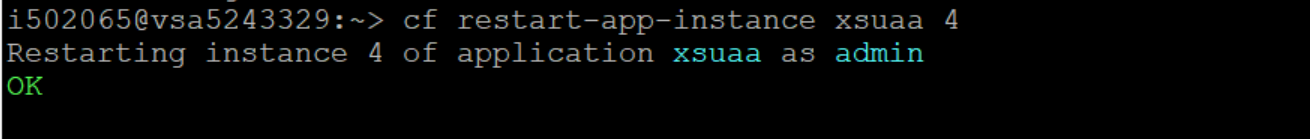 i502065@vsa5243329:~> cf restart-app-instance xsuaa 4
Restarting instance 4 of application xsuaa as admin
OK